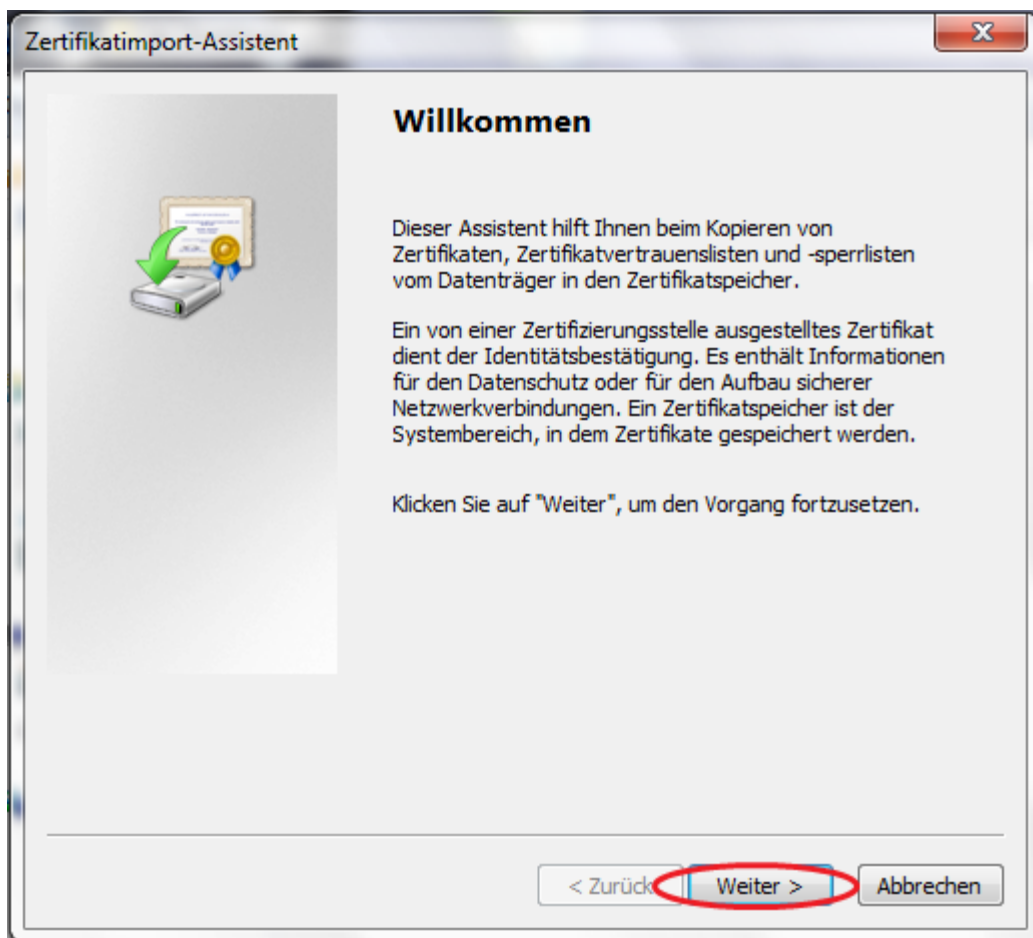 Zertifikatimport-Assistent
Willkommen
Dieser Assistent hilft Ihnen beim Kopieren von
Zertifikaten, Zertifikatvertrauenslisten und -sperrlisten
vom Datenträger in den Zertifikatspeicher.
Ein von einer Zertifizierungsstelle ausgestelltes Zertifikat
dient der Identitätsbestätigung. Es enthält Informationen
für den Datenschutz oder für den Aufbau sicherer
Netzwerkverbindungen. Ein Zertifikatspeicher ist der
Systembereich, in dem Zertifikate gespeichert werden.
Klicken Sie auf "Weiter", um den Vorgang fortzusetzen.
< Zurück Weiter > Abbrechen